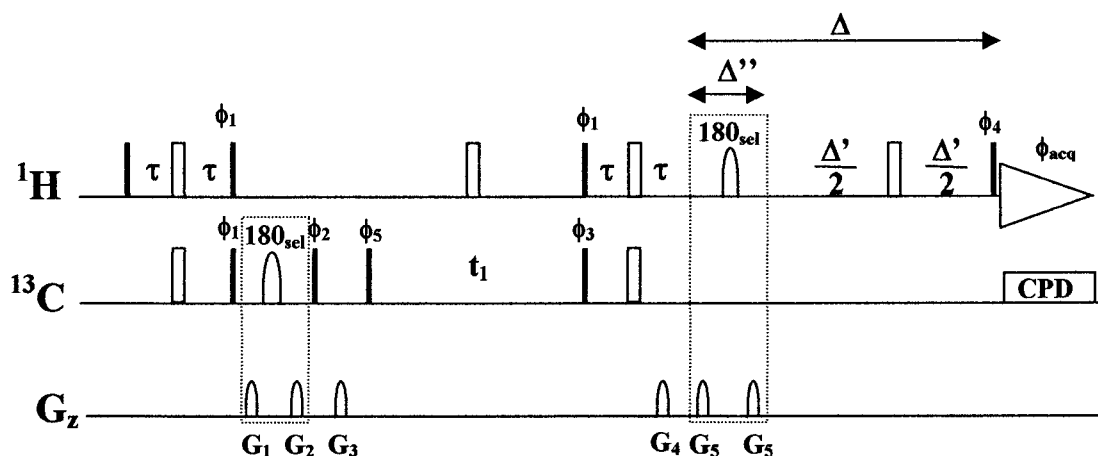 Δ
Δ''
ϕ1 ϕ1 180sel ϕ4
1H τ τ τ τ Δ'/2 Δ'/2 ϕacq
ϕ1 180sel ϕ2 ϕ5 t1 ϕ3
13C CPD
Gz
G1 G2 G3 G4 G5 G5